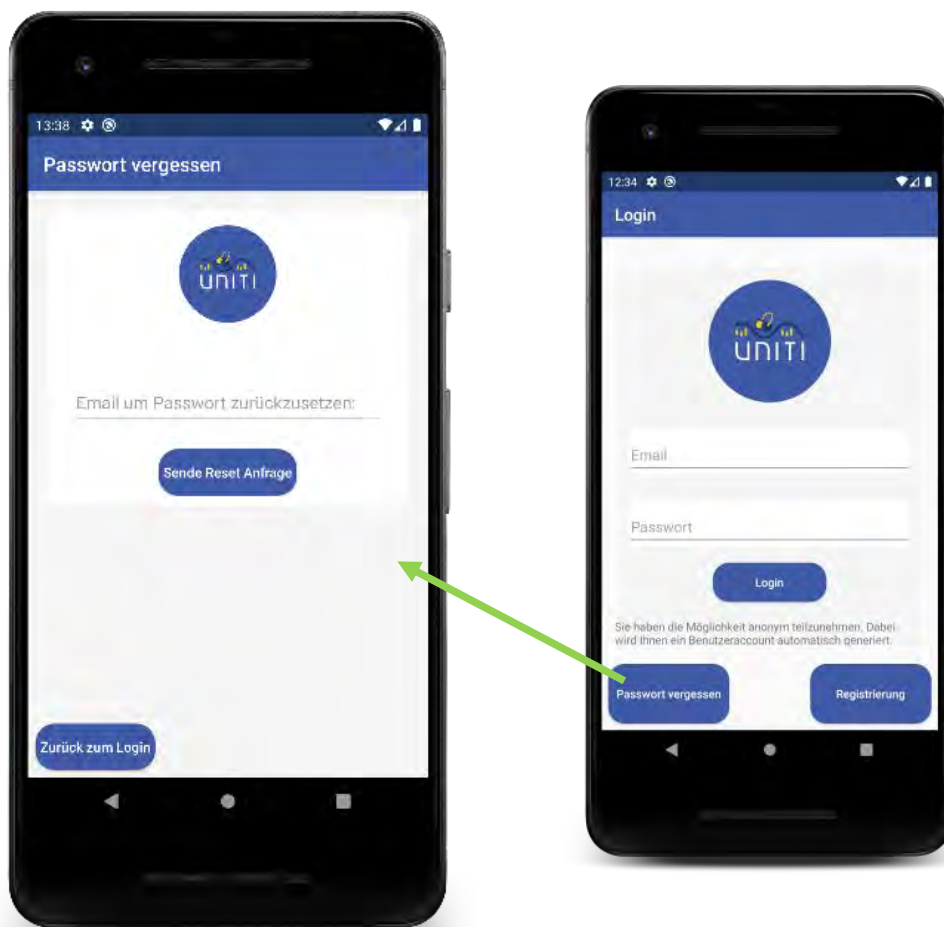 13:38
Passwort vergessen
UNITI
Email um Passwort zurückzusetzen:
Sende Reset Anfrage
Zurück zum Login
12:34
Login
UNITI
Email
Passwort
Login
Sie haben die Möglichkeit anonym teilzunehmen. Dabei
wird Ihnen ein Benutzeraccount automatisch generiert.
Passwort vergessen
Registrierung